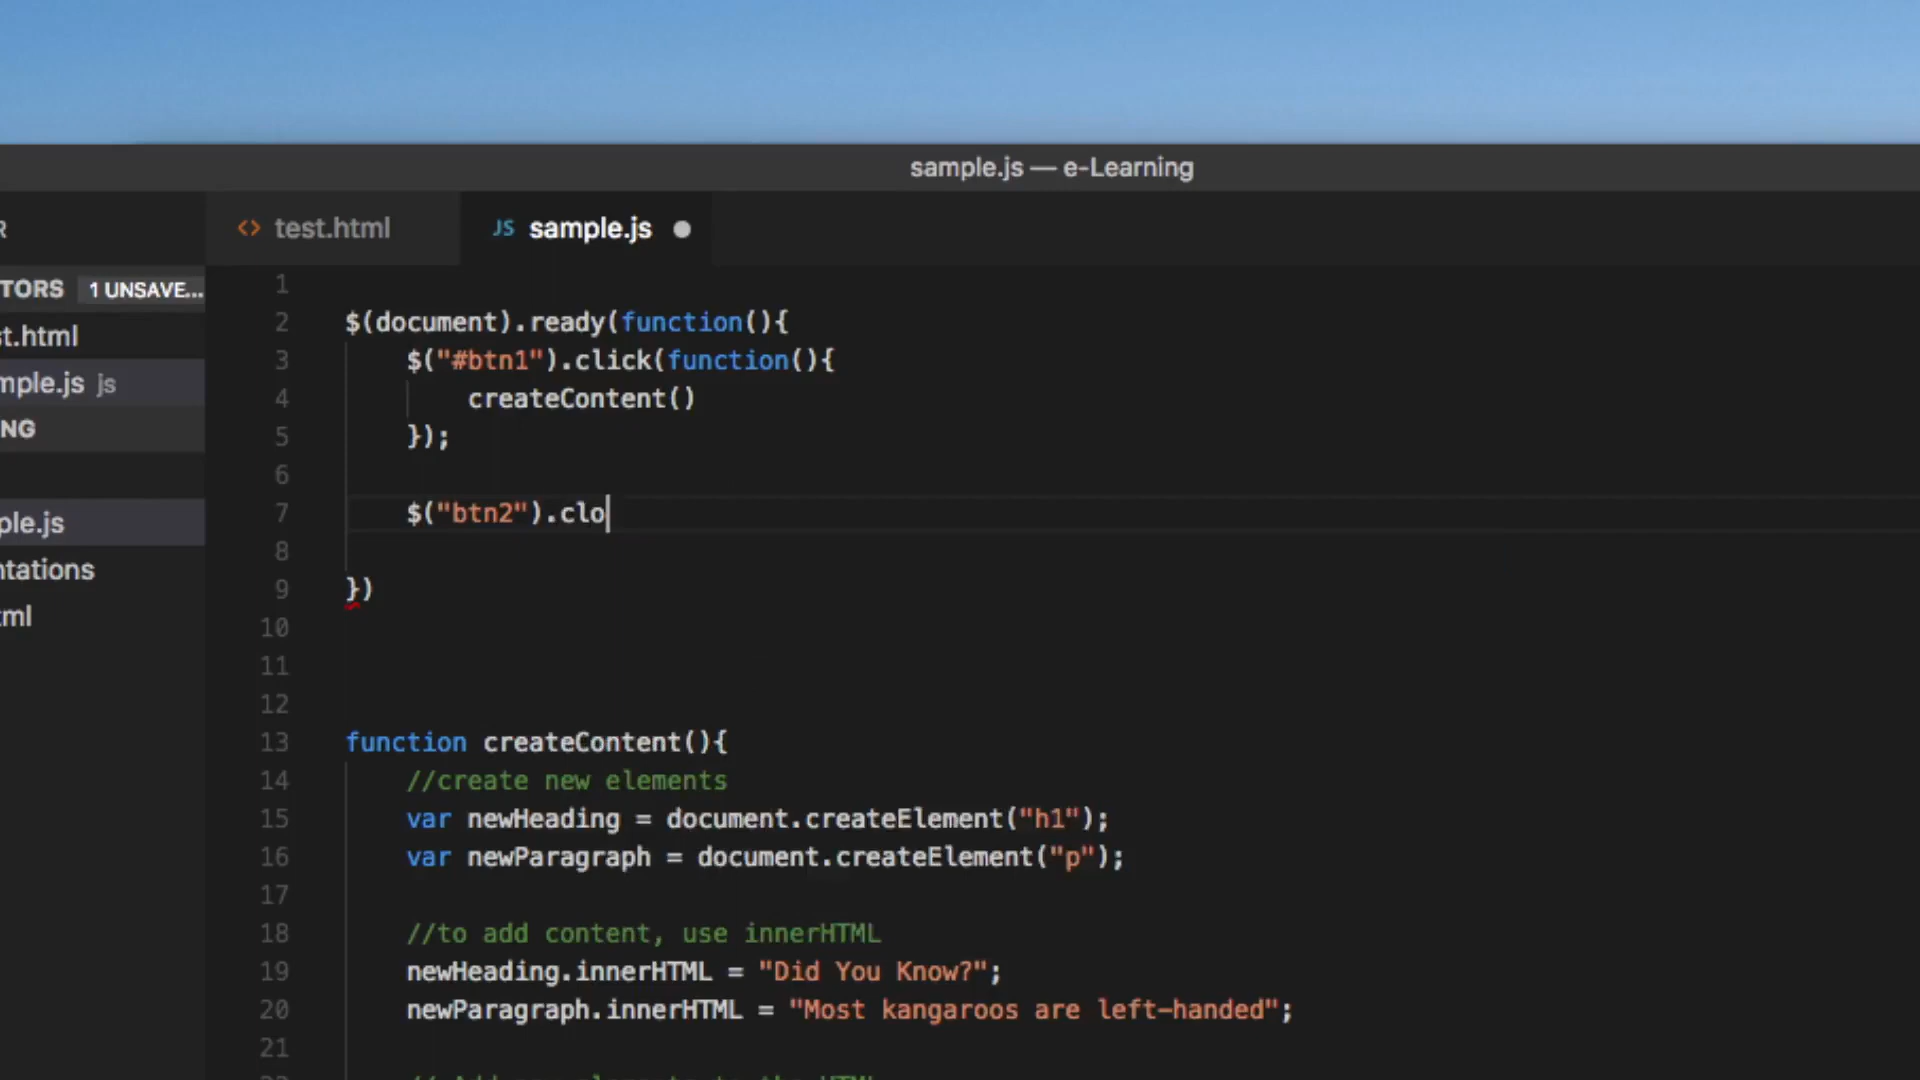 sample.js — e-Learning
R
test.html
JS sample.js
TORS 1 UNSAVE...
st.html
mple.js js
NG
ple.js
ntations
tml
1
2 $(document).ready(function(){
3 $("#btn1").click(function(){
4 createContent()
5 });
6
7 $("btn2").clo
8
9 })
10
11
12
13 function createContent(){
14 //create new elements
15 var newHeading = document.createElement("h1");
16 var newParagraph = document.createElement("p");
17
18 //to add content, use innerHTML
19 newHeading.innerHTML = "Did You Know?";
20 newParagraph.innerHTML = "Most kangaroos are left-handed";
21